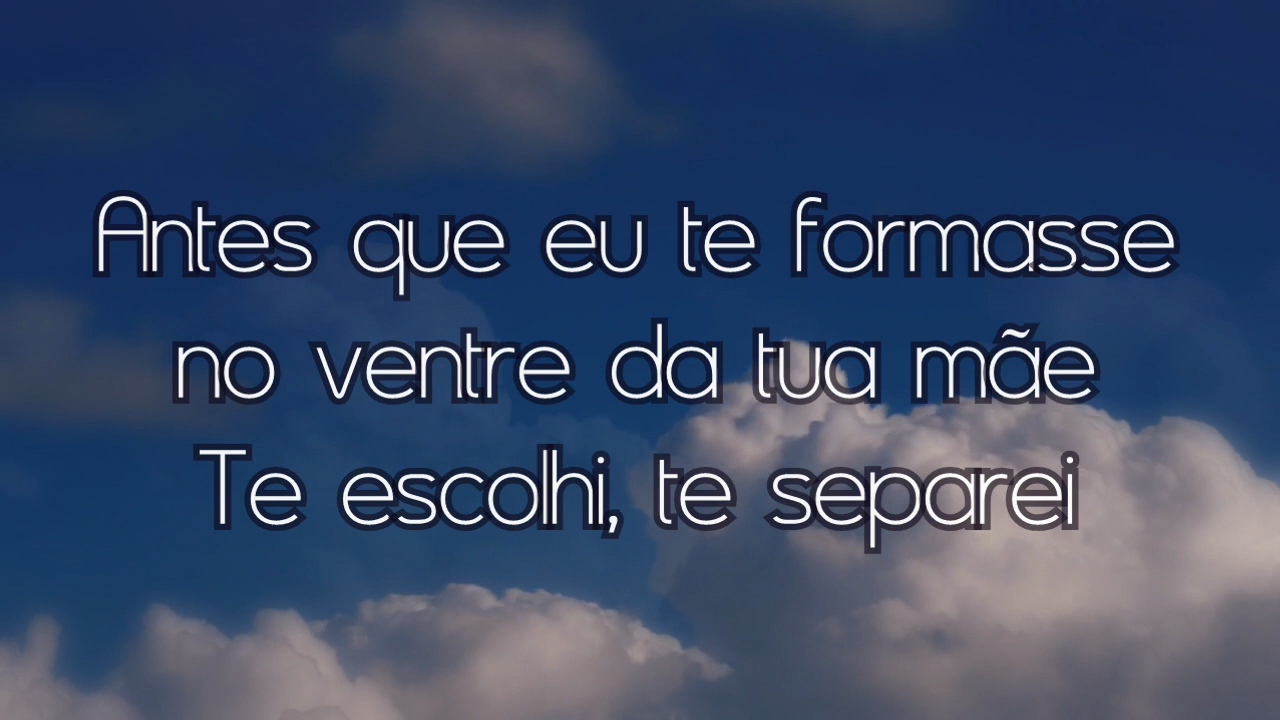 Antes que eu te formasse
no ventre da tua mãe
Te escolhi, te separei